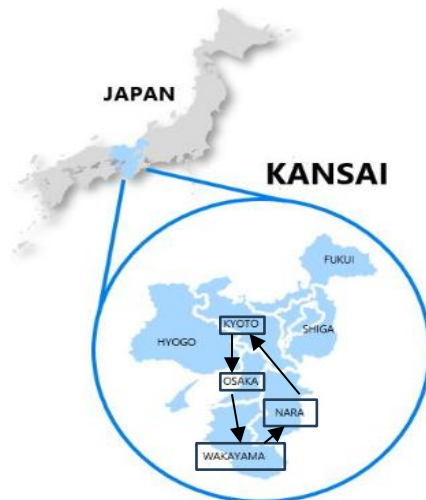 JAPAN
KANSAI
FUKUI
KYOTO
SHIGA
HYOGO
OSAKA
NARA
WAKAYAMA